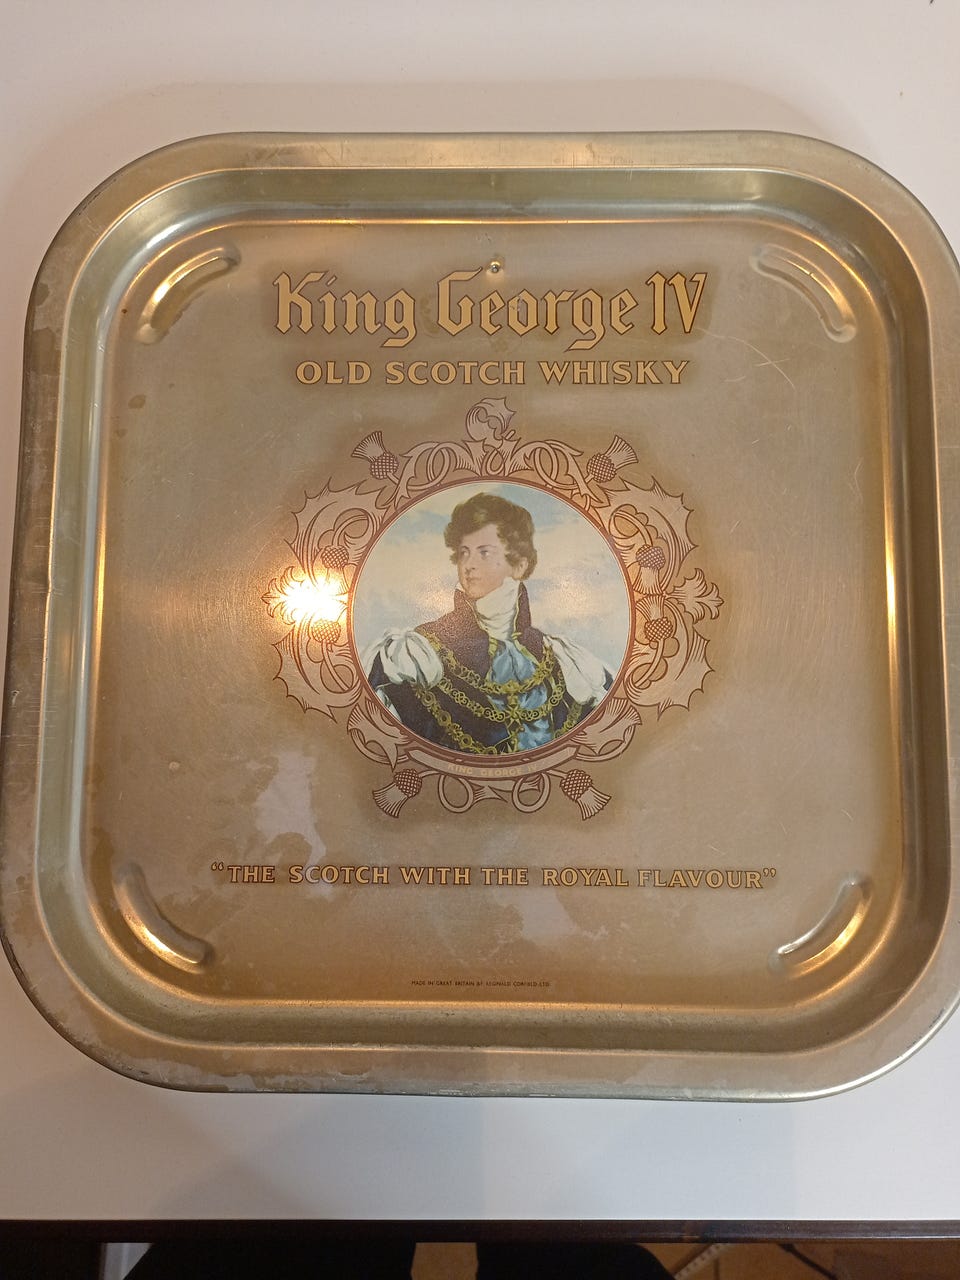 King George IV
OLD SCOTCH WHISKY
KING GEORGE IV
“THE SCOTCH WITH THE ROYAL FLAVOUR”
MADE IN GREAT BRITAIN BY REGINALD CORFIELD LTD